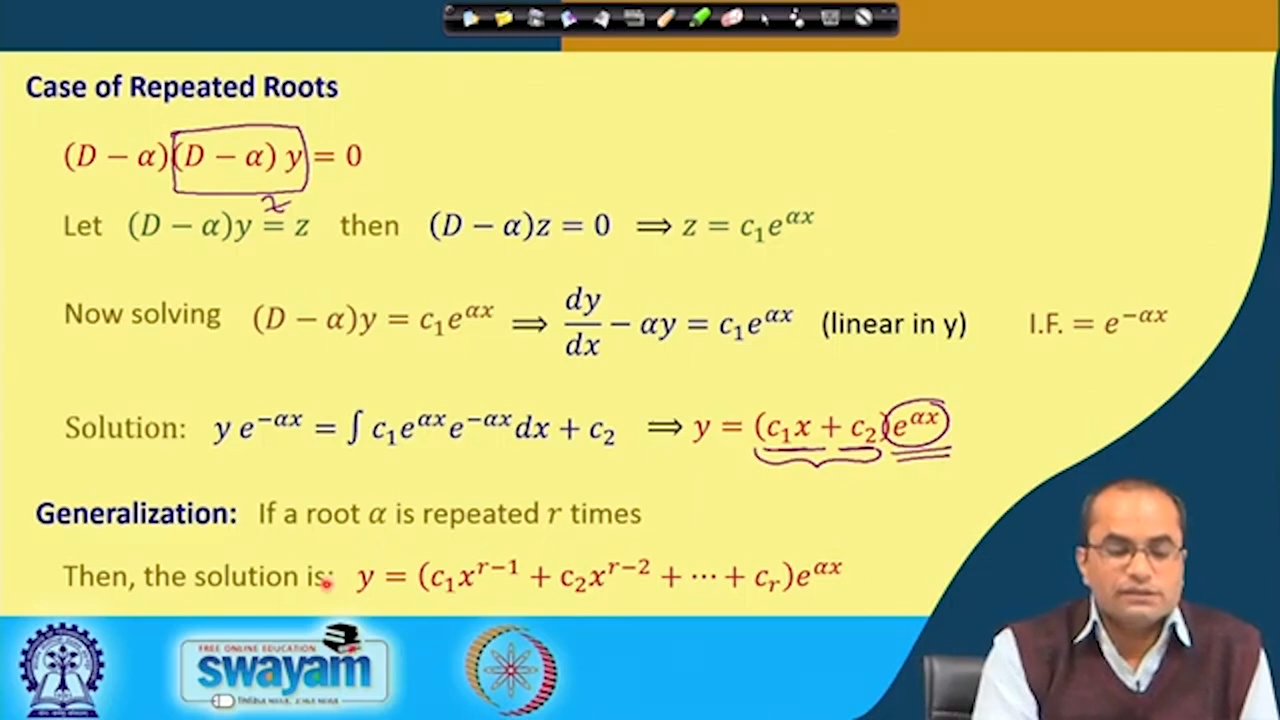 Case of Repeated Roots
(D − α)(D − α) y = 0
z
Let (D − α)y = z then (D − α)z = 0 ⟹ z = c₁e^{αx}
Now solving (D − α)y = c₁e^{αx} ⟹ dy/dx − αy = c₁e^{αx} (linear in y) I.F. = e^{−αx}
Solution: y e^{−αx} = ∫ c₁e^{αx}e^{−αx}dx + c₂ ⟹ y = (c₁x + c₂)e^{αx}
Generalization: If a root α is repeated r times
Then, the solution is: y = (c₁x^{r−1} + c₂x^{r−2} + ⋯ + c_r)e^{αx}
FREE ONLINE EDUCATION
swayam